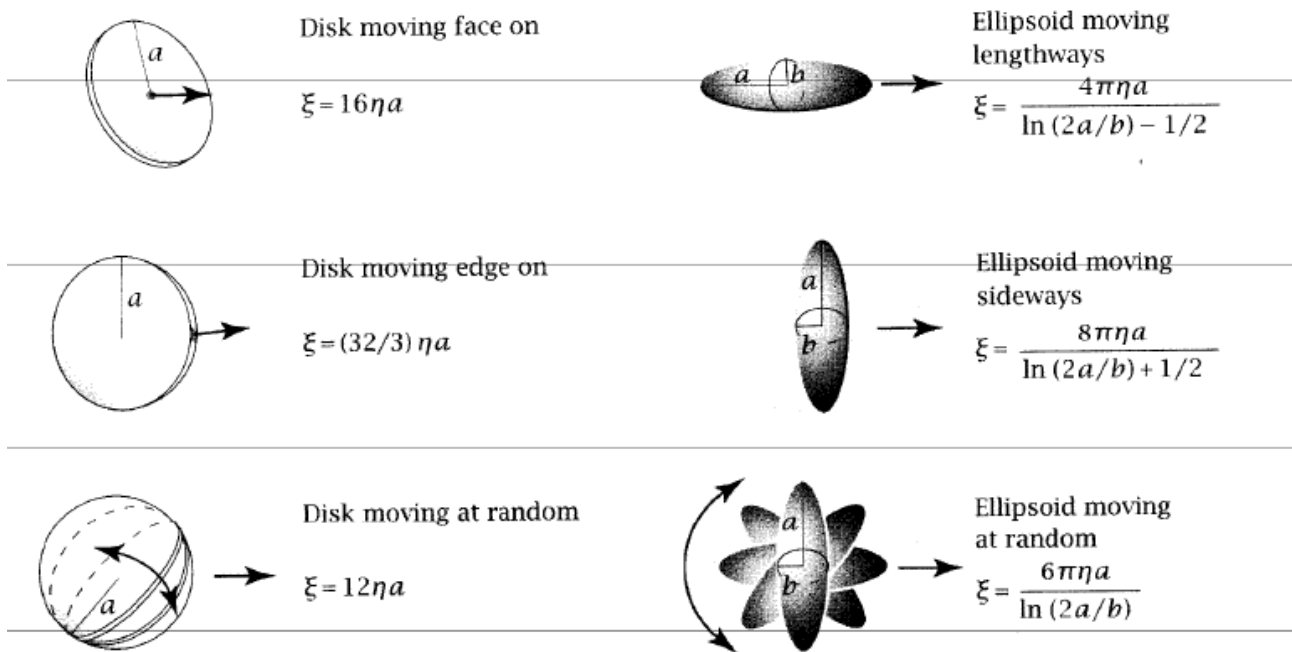 Disk moving face on
a
ξ = 16ηa
Ellipsoid moving
lengthways
a b
ξ = 4πηa / ln (2a/b) − 1/2
Disk moving edge on
a
ξ = (32/3) ηa
Ellipsoid moving
sideways
a
b
ξ = 8πηa / ln (2a/b) + 1/2
Disk moving at random
a
ξ = 12ηa
Ellipsoid moving
at random
a
b
ξ = 6πηa / ln (2a/b)